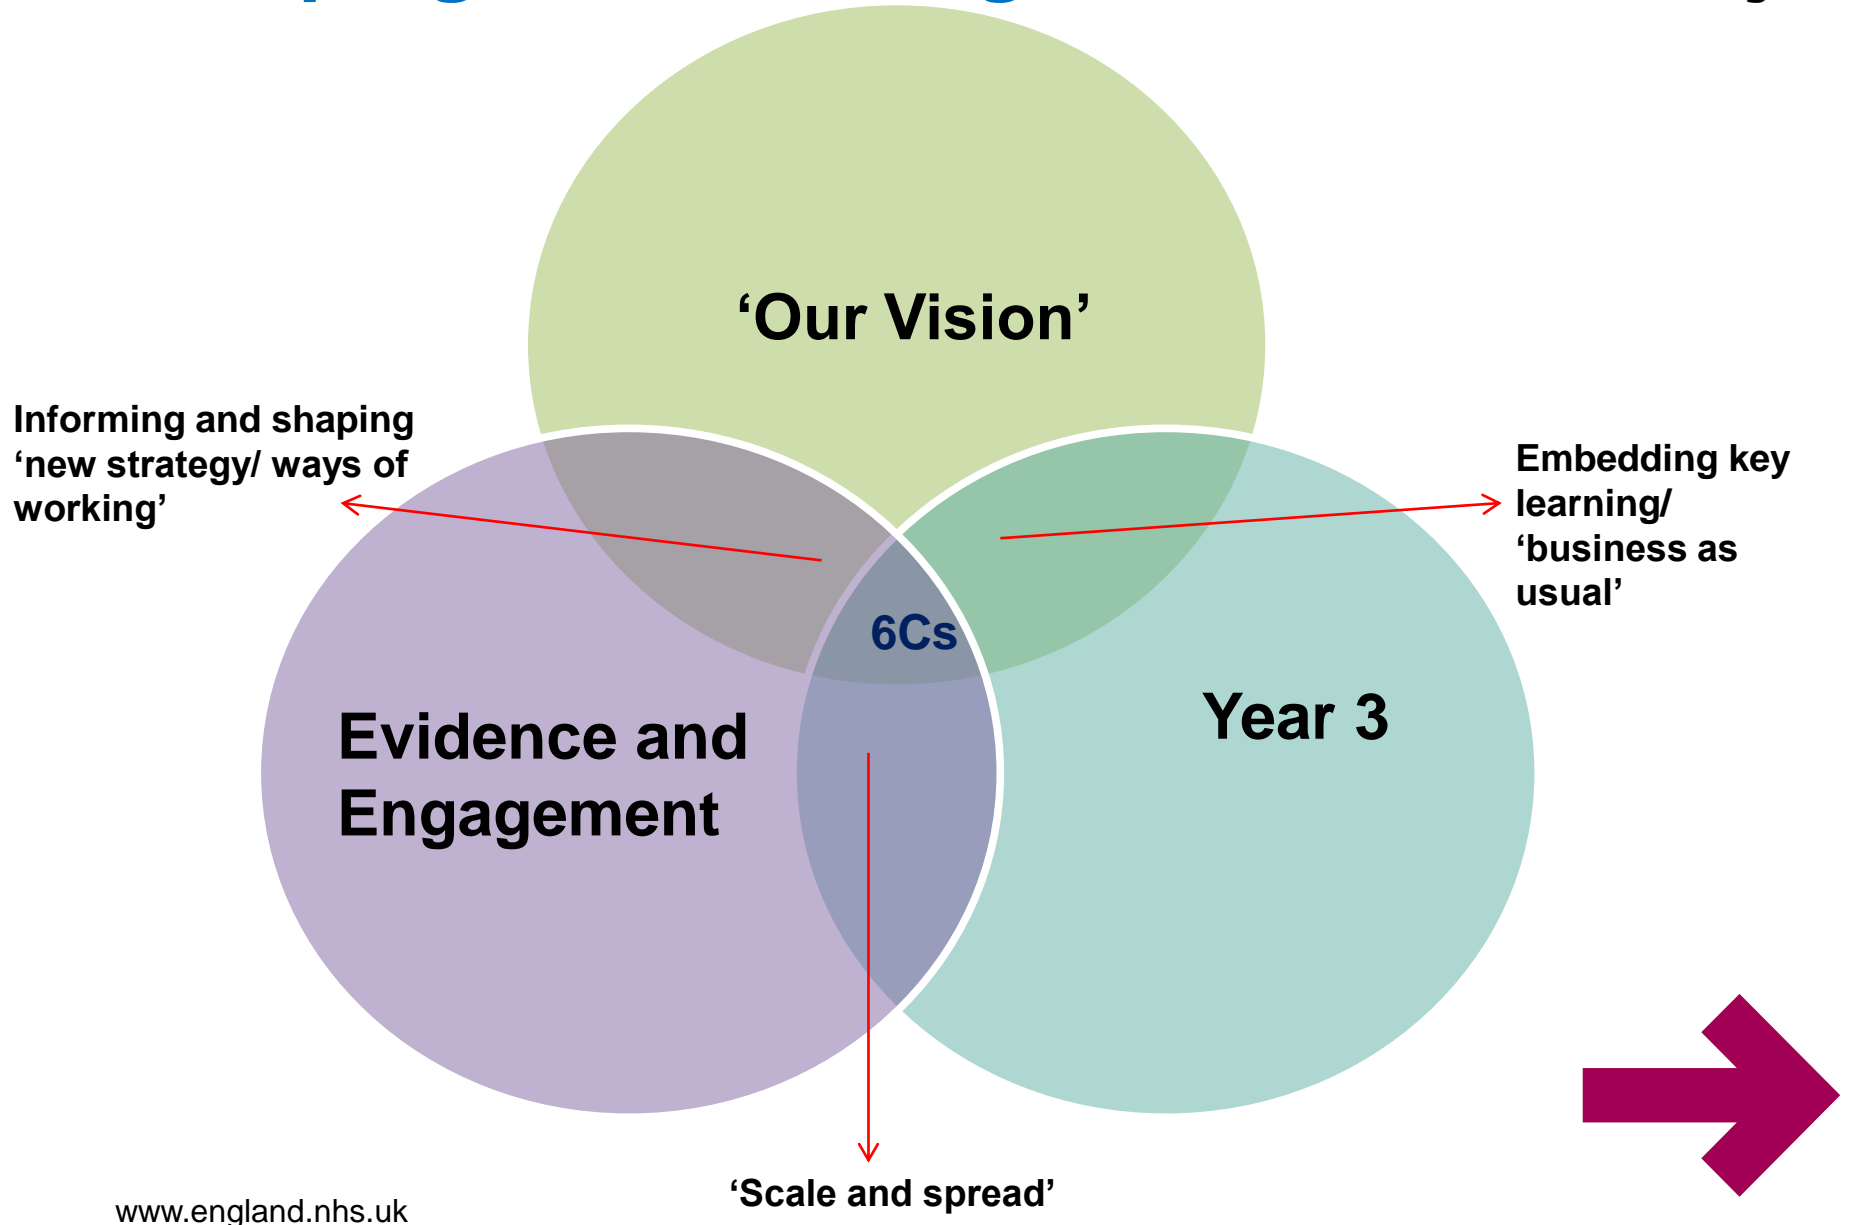 ‘Our Vision’
Informing and shaping
‘new strategy/ ways of
working’
Embedding key
learning/
‘business as
usual’
6Cs
Evidence and
Engagement
Year 3
‘Scale and spread’
www.england.nhs.uk